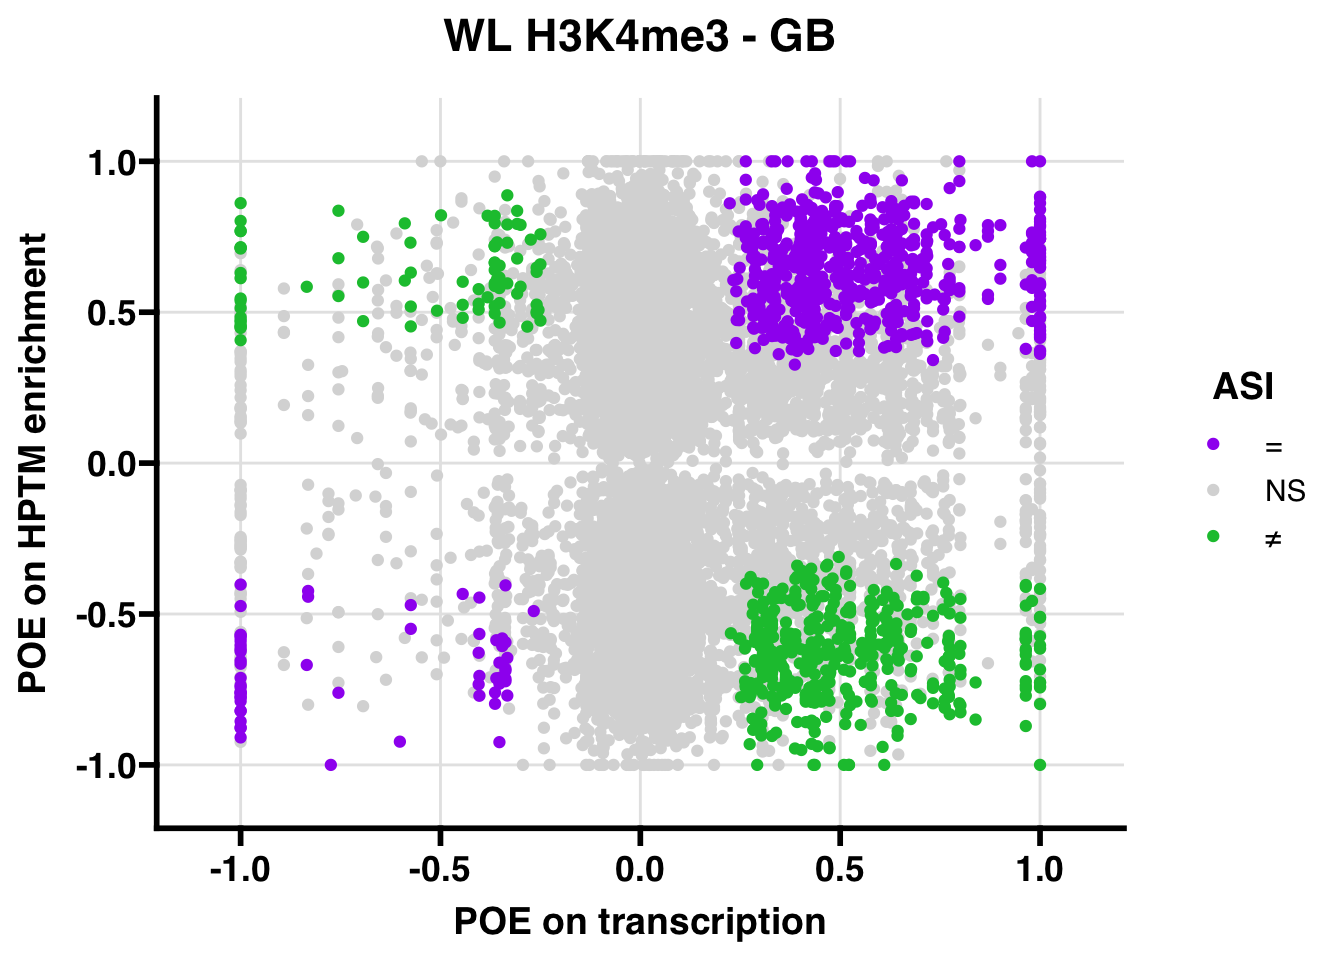 WL H3K4me3 - GB
POE on HPTM enrichment
1.0
0.5
0.0
-0.5
-1.0
-1.0 -0.5 0.0 0.5 1.0
POE on transcription
ASI
=
NS
≠